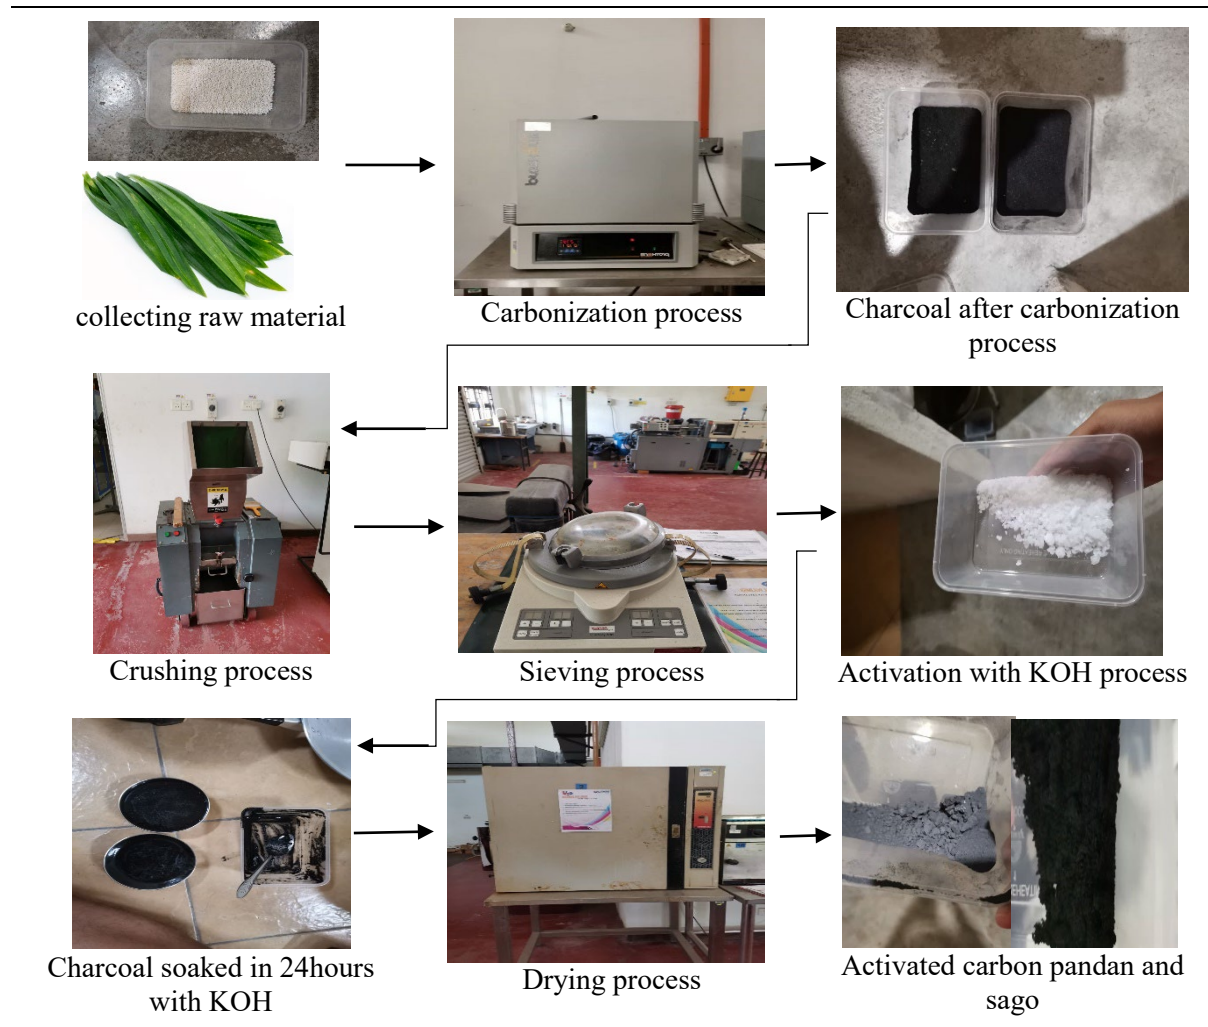 collecting raw material
Carbonization process
Charcoal after carbonization
process
Crushing process
Sieving process
Activation with KOH process
Charcoal soaked in 24hours
with KOH
Drying process
Activated carbon pandan and
sago